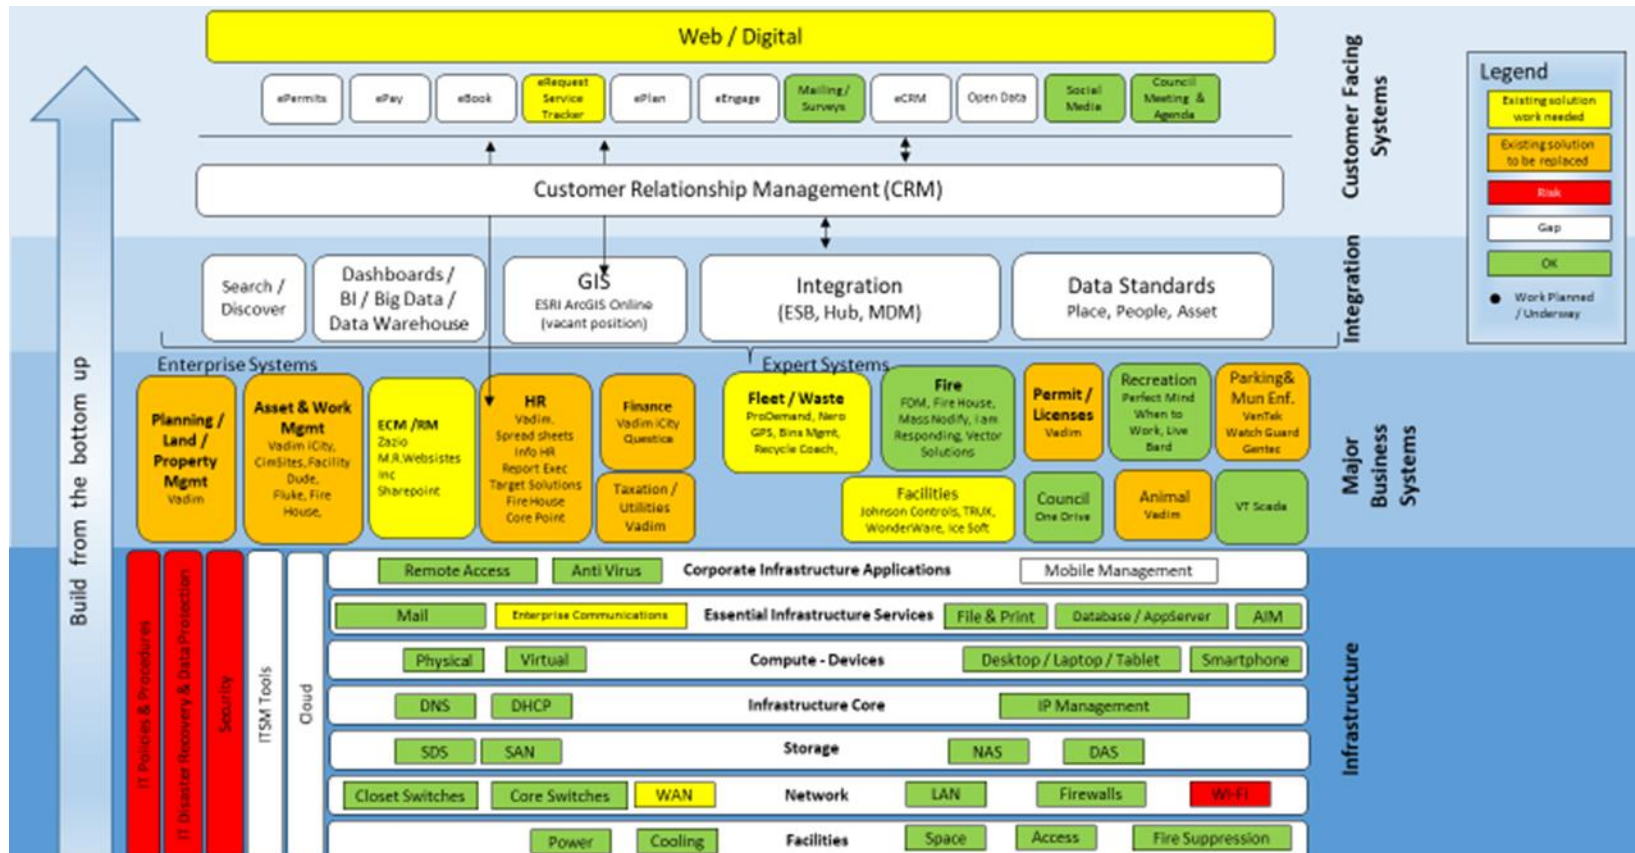 Web / Digital
ePermits
ePay
eBook
eRequest
Service
Tracker
ePlan
eEngage
Mailing /
Surveys
eCRM
Open Data
Social
Media
Council
Meeting &
Agenda
Customer Relationship Management (CRM)
Customer Facing
Systems
Legend
Existing solution
work needed
Existing solution
to be replaced
Risk
Gap
OK
Work Planned
/ Underway
Search /
Discover
Dashboards /
BI / Big Data /
Data Warehouse
GIS
ESRI ArcGIS Online
(vacant position)
Integration
(ESB, Hub, MDM)
Data Standards
Place, People, Asset
Integration
Build from the bottom up
Enterprise Systems
Expert Systems
Planning /
Land /
Property
Mgmt
Vadim
Asset & Work
Mgmt
Vadim iCity,
CimSites, Facility
Dude,
Fluke, Fire
House,
ECM /RM
Zazio
M.R.Websistes
Inc
Sharepoint
HR
Vadim.
Spread sheets
Info HR
Report Exec
Target Solutions
Fire House
Core Point
Finance
Vadim iCity
Questica
Taxation /
Utilities
Vadim
Fleet / Waste
ProDemand, Nero
GPS, Bins Mgmt,
Recycle Coach,
Fire
FDM, Fire House,
Mass Nodify, I am
Responding, Vector
Solutions
Permit /
Licenses
Vadim
Recreation
Perfect Mind
When to
Work, Live
Bard
Parking&
Mun Enf.
VenTek
Watch Guard
Gentec
Facilities
Johnson Controls, TRUX,
WonderWare, Ice Soft
Council
One Drive
Animal
Vadim
VT Scada
Major
Business
Systems
IT Policies & Procedures
IT Disaster Recovery & Data Protection
Security
ITSM Tools
Cloud
Remote Access
Anti Virus
Corporate Infrastructure Applications
Mobile Management
Mail
Enterprise Communications
Essential Infrastructure Services
File & Print
Database / AppServer
AIM
Physical
Virtual
Compute - Devices
Desktop / Laptop / Tablet
Smartphone
DNS
DHCP
Infrastructure Core
IP Management
SDS
SAN
Storage
NAS
DAS
Closet Switches
Core Switches
WAN
Network
LAN
Firewalls
Wi-Fi
Power
Cooling
Facilities
Space
Access
Fire Suppression
Infrastructure